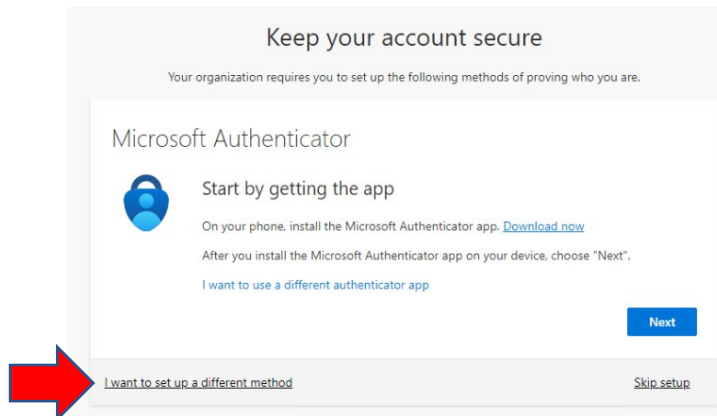 Keep your account secure
Your organization requires you to set up the following methods of proving who you are.
Microsoft Authenticator
Start by getting the app
On your phone, install the Microsoft Authenticator app. Download now
After you install the Microsoft Authenticator app on your device, choose "Next".
I want to use a different authenticator app
Next
I want to set up a different method
Skip setup